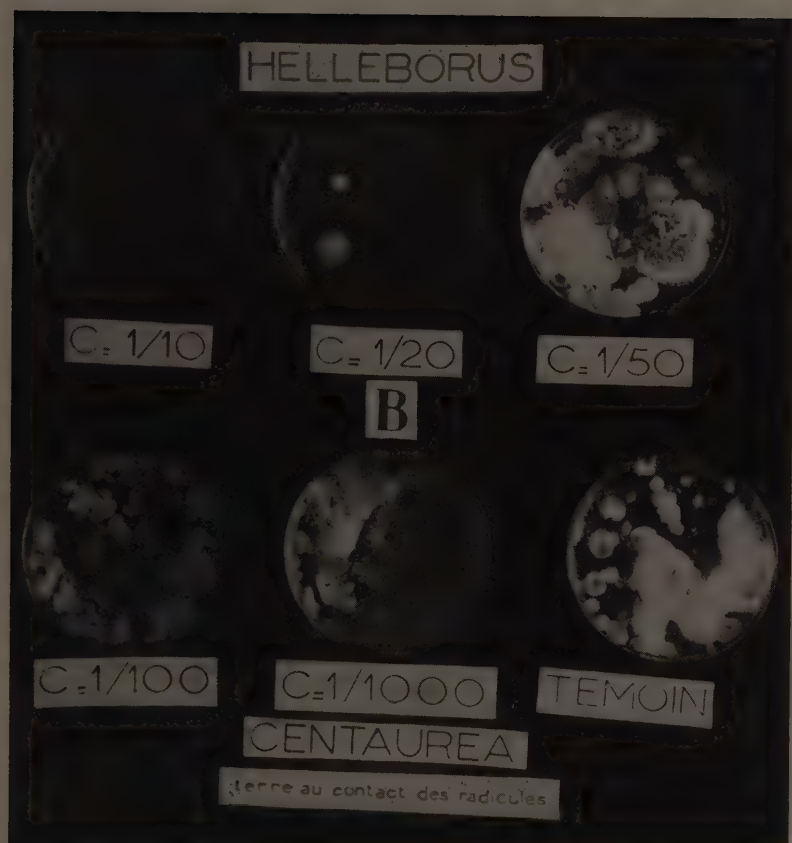 HELLEBORUS
C= 1/10
C= 1/20
C= 1/50
B
C=1/100
C=1/1000
TEMOIN
CENTAUREA
terre au contact des radicules